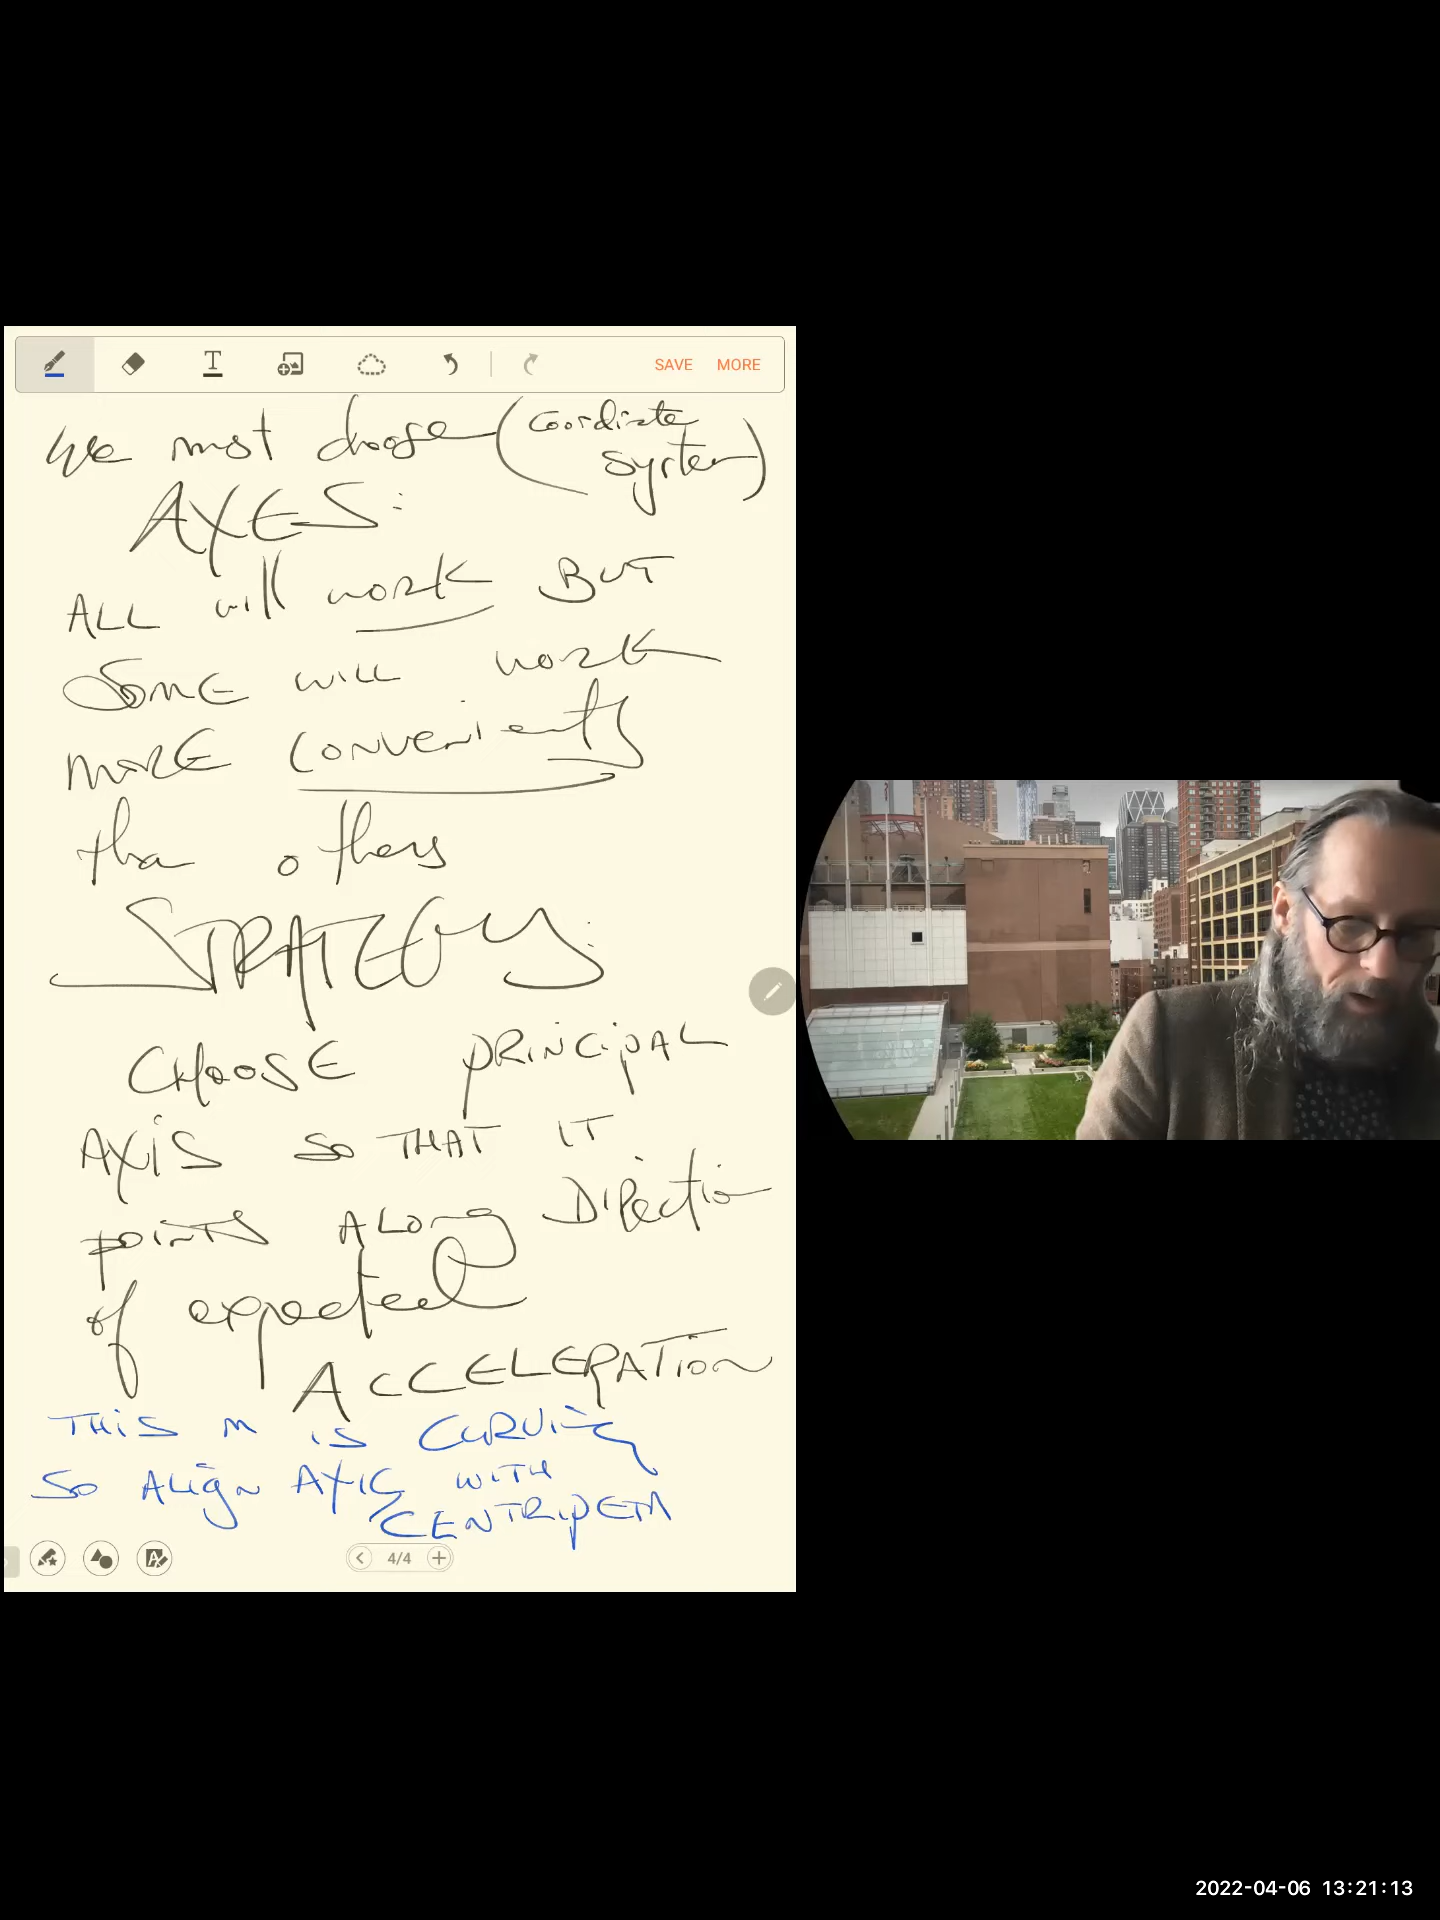 SAVE MORE
We must choose (Coordinate
system)
AXES:
ALL will work BUT
SOME WILL WORK
MORE conveniently
than others
STRATEGY:
CHOOSE PRINCIPAL
AXIS SO THAT IT
POINTS ALONG Direction
of expected
ACCELERATION
THIS m is CURVING
SO Align AXIS WITH
CENTRIPETA
4/4
2022-04-06 13:21:13